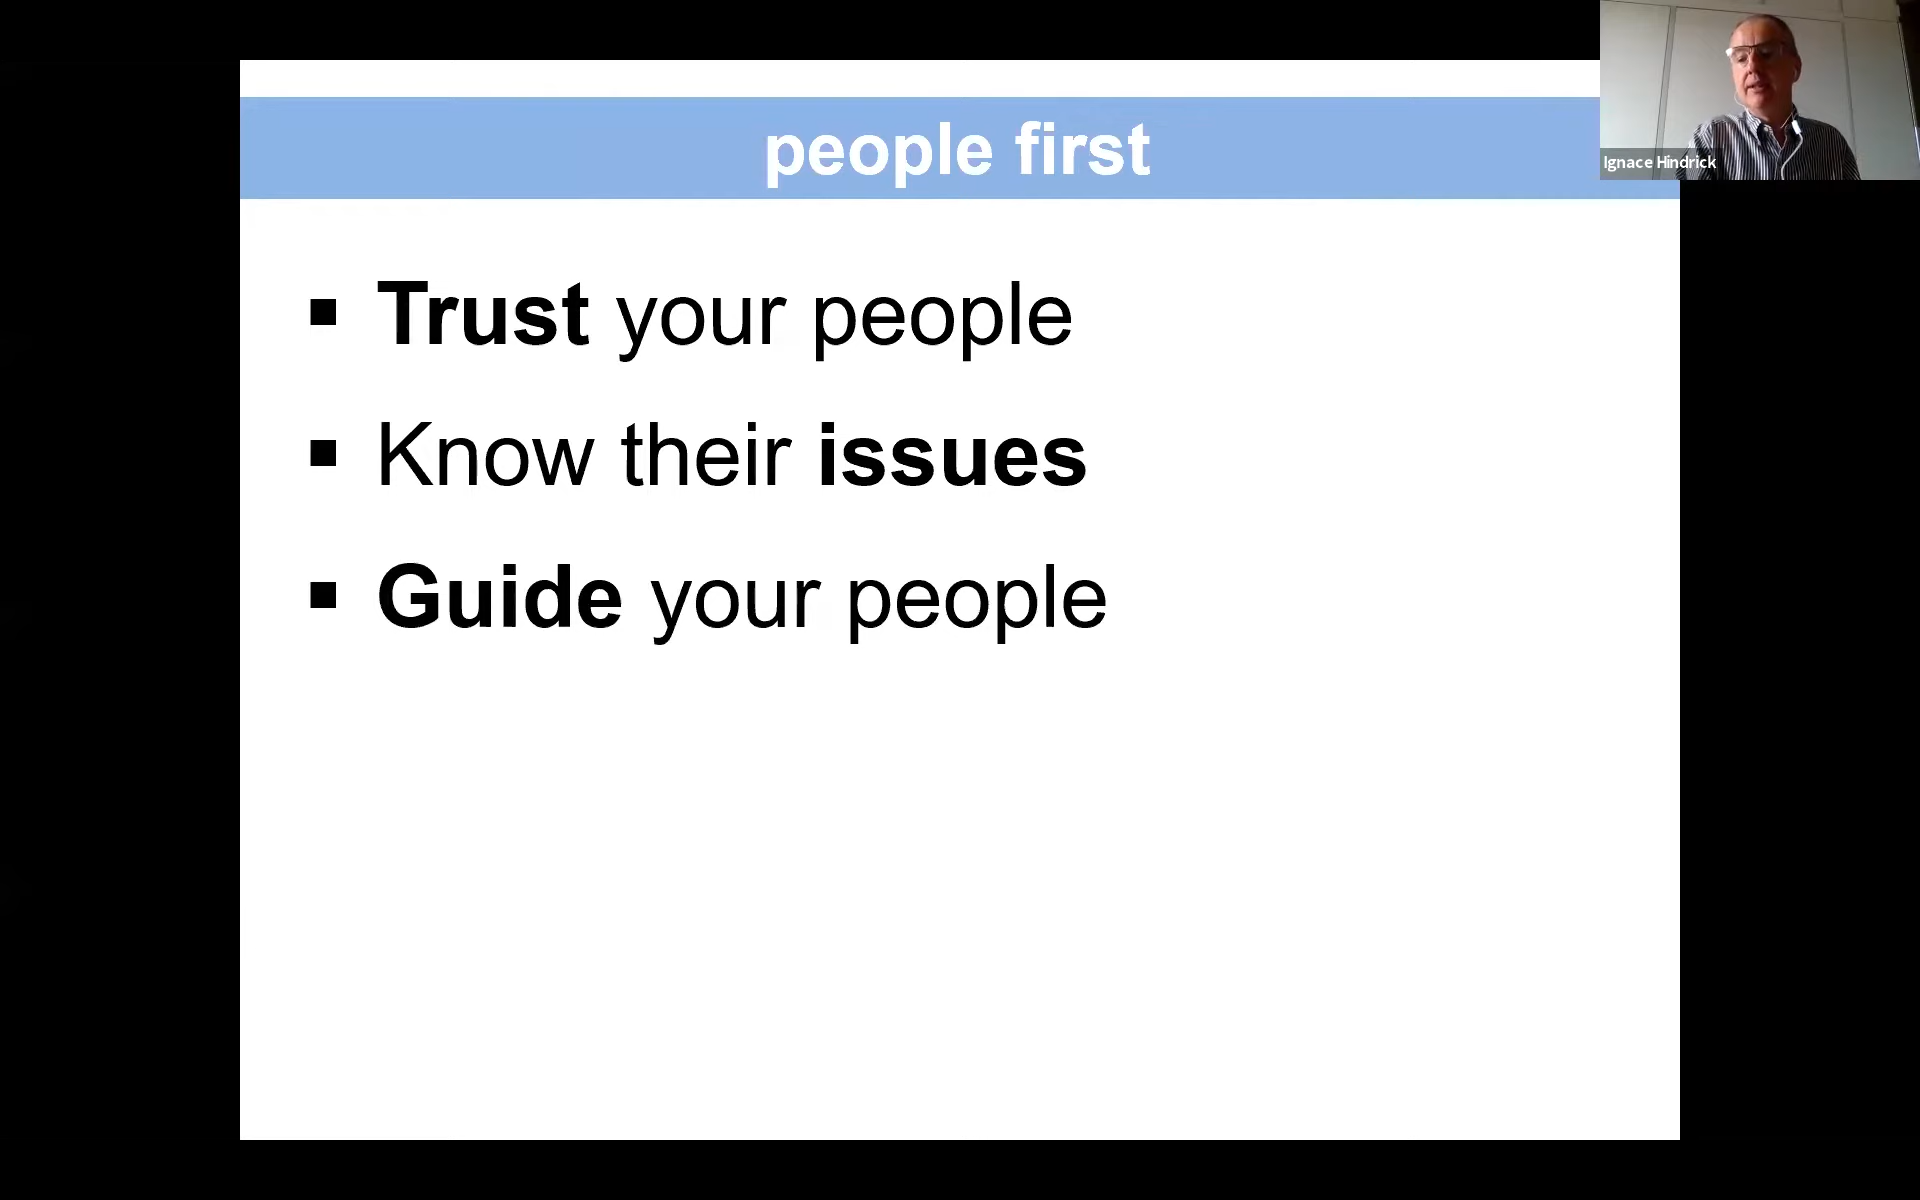 people first
Ignace Hindrick
▪ Trust your people
▪ Know their issues
▪ Guide your people